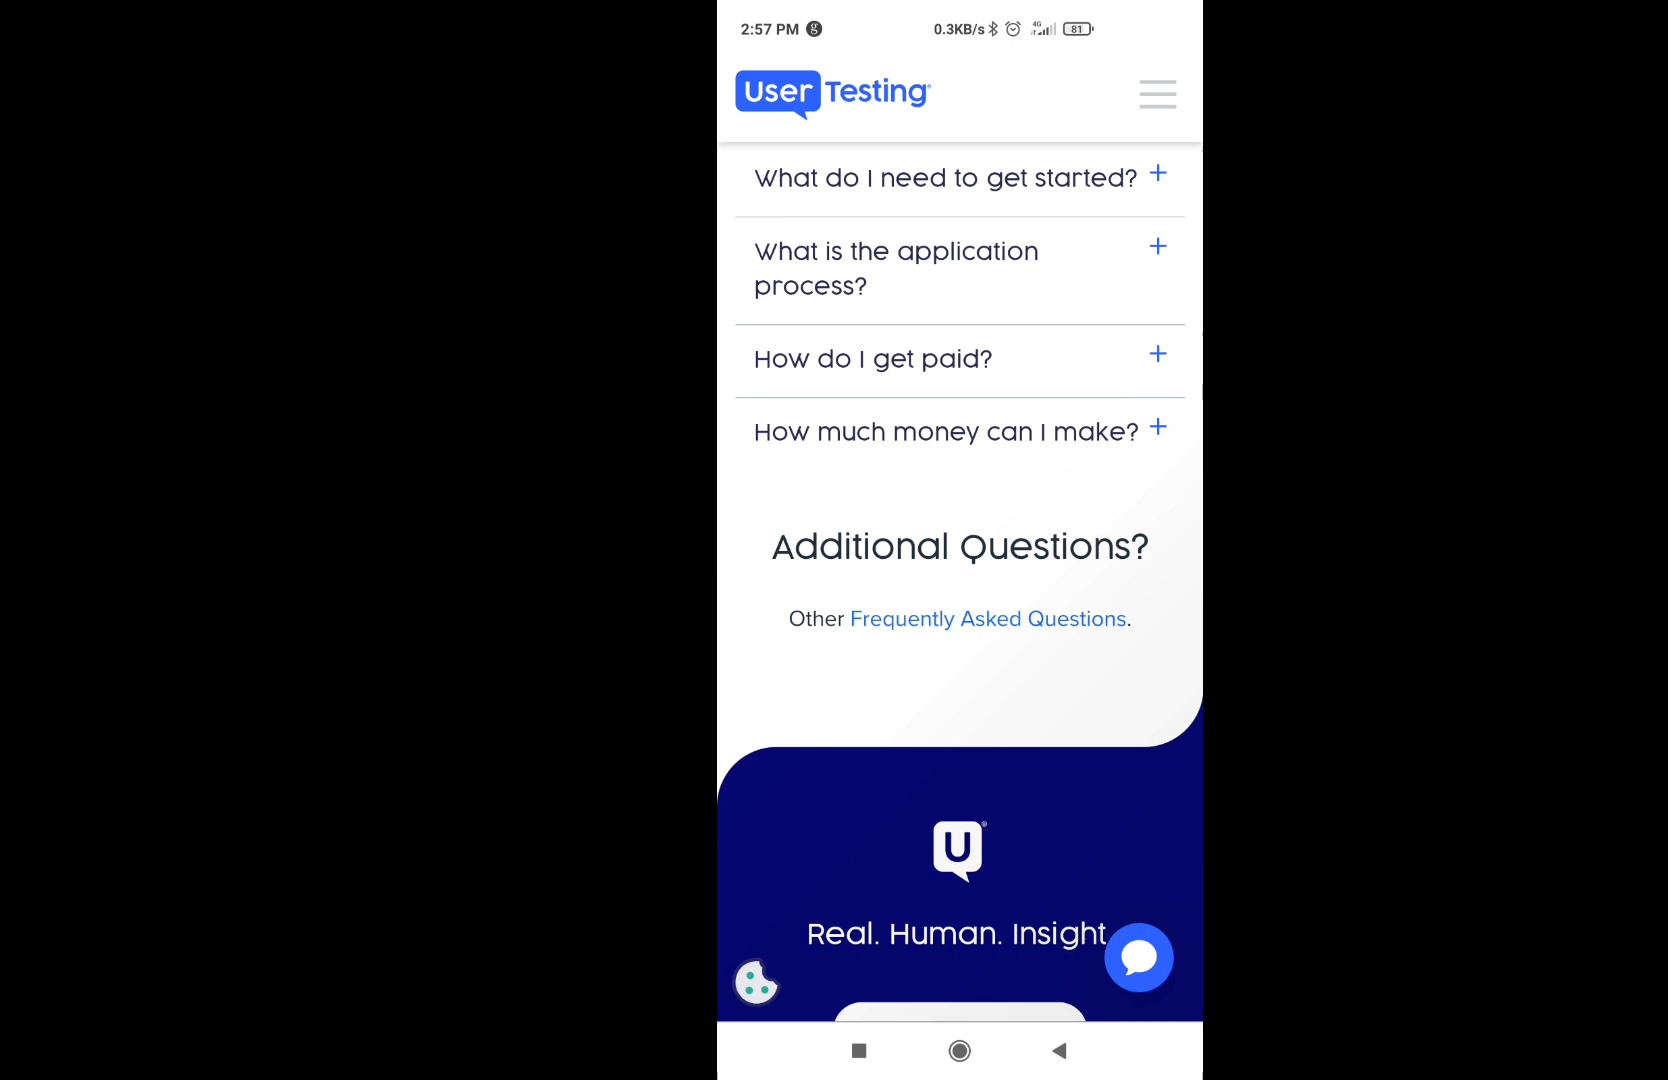 2:57 PM g 0.3KB/s 4G 81
User Testing
What do I need to get started? +
What is the application +
process?
How do I get paid? +
How much money can I make? +
Additional Questions?
Other Frequently Asked Questions.
U®
Real. Human. Insight